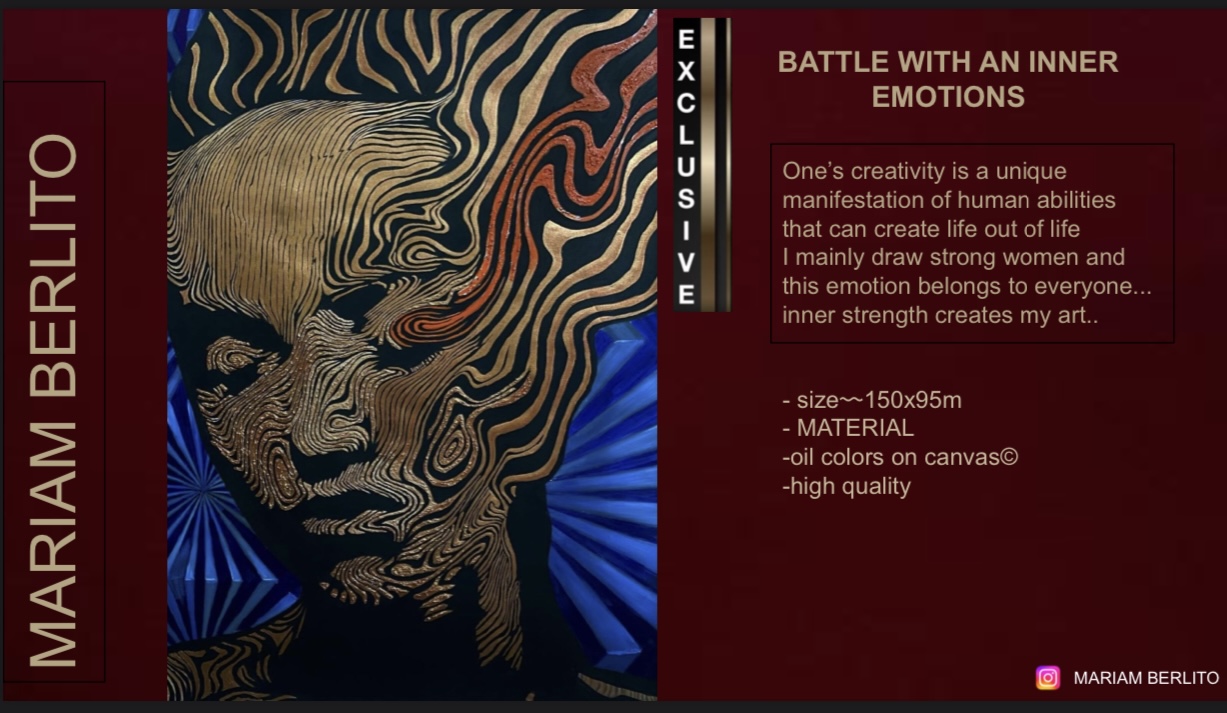 MARIAM BERLITO
EXCLUSIVE
BATTLE WITH AN INNER
EMOTIONS
One’s creativity is a unique
manifestation of human abilities
that can create life out of life
I mainly draw strong women and
this emotion belongs to everyone...
inner strength creates my art..
- size~~150x95m
- MATERIAL
-oil colors on canvas©
-high quality
MARIAM BERLITO